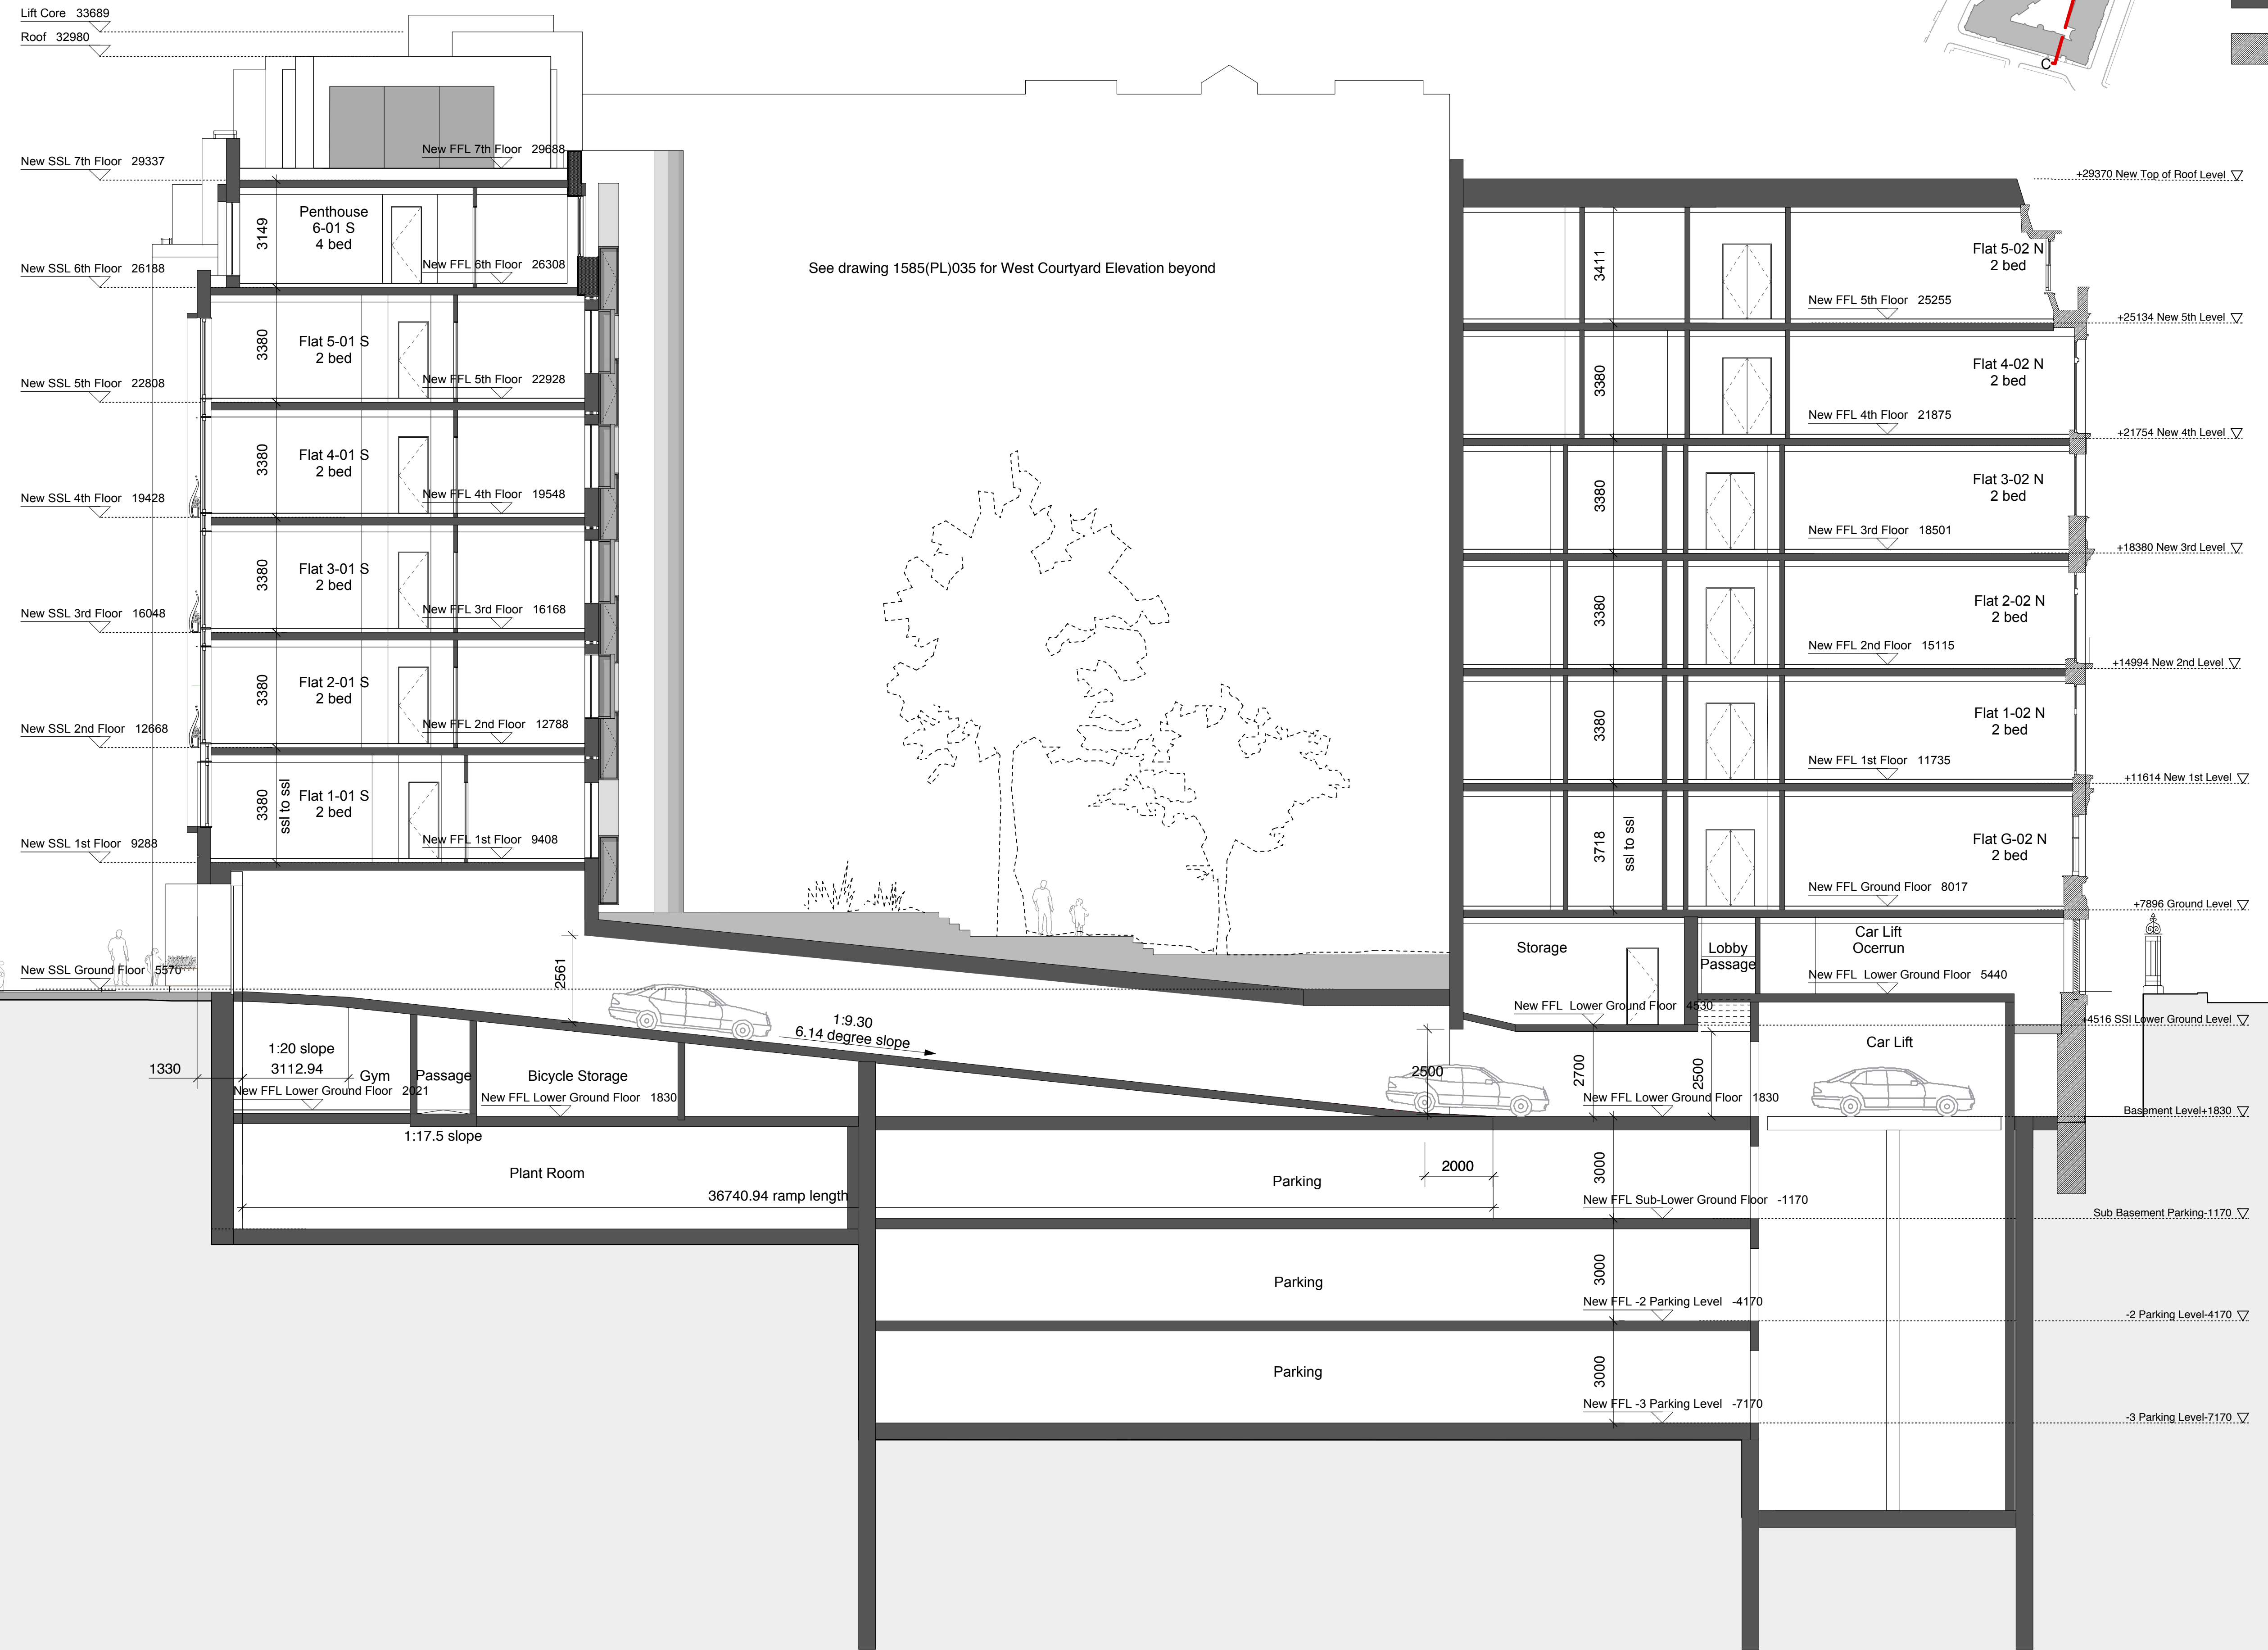 Lift Core 33689
Roof 32980
C
New SSL 7th Floor 29337
New FFL 7th Floor 29688
+29370 New Top of Roof Level
3149
Penthouse
6-01 S
4 bed
New SSL 6th Floor 26188
New FFL 6th Floor 26308
See drawing 1585(PL)035 for West Courtyard Elevation beyond
3411
Flat 5-02 N
2 bed
New FFL 5th Floor 25255
+25134 New 5th Level
3380
Flat 5-01 S
2 bed
New SSL 5th Floor 22808
New FFL 5th Floor 22928
3380
Flat 4-02 N
2 bed
New FFL 4th Floor 21875
+21754 New 4th Level
3380
Flat 4-01 S
2 bed
New SSL 4th Floor 19428
New FFL 4th Floor 19548
3380
Flat 3-02 N
2 bed
New FFL 3rd Floor 18501
+18380 New 3rd Level
3380
Flat 3-01 S
2 bed
New SSL 3rd Floor 16048
New FFL 3rd Floor 16168
3380
Flat 2-02 N
2 bed
New FFL 2nd Floor 15115
+14994 New 2nd Level
3380
Flat 2-01 S
2 bed
New SSL 2nd Floor 12668
New FFL 2nd Floor 12788
3380
Flat 1-02 N
2 bed
New FFL 1st Floor 11735
+11614 New 1st Level
3380
ssl to ssl
Flat 1-01 S
2 bed
New SSL 1st Floor 9288
New FFL 1st Floor 9408
3718
ssl to ssl
Flat G-02 N
2 bed
New FFL Ground Floor 8017
+7896 Ground Level
New SSL Ground Floor 5570
2561
Storage
Lobby
Passage
Car Lift
Ocerrun
New FFL Lower Ground Floor 5440
New FFL Lower Ground Floor 4530
+4516 SSl Lower Ground Level
1:9.30
6.14 degree slope
1:20 slope
3112.94
1330
Gym
Passage
Bicycle Storage
New FFL Lower Ground Floor 2021
New FFL Lower Ground Floor 1830
2500
2700
2500
Car Lift
New FFL Lower Ground Floor 1830
Basement Level+1830
1:17.5 slope
Plant Room
36740.94 ramp length
2000
Parking
3000
New FFL Sub-Lower Ground Floor -1170
Sub Basement Parking-1170
Parking
3000
New FFL -2 Parking Level -4170
-2 Parking Level-4170
Parking
3000
New FFL -3 Parking Level -7170
-3 Parking Level-7170